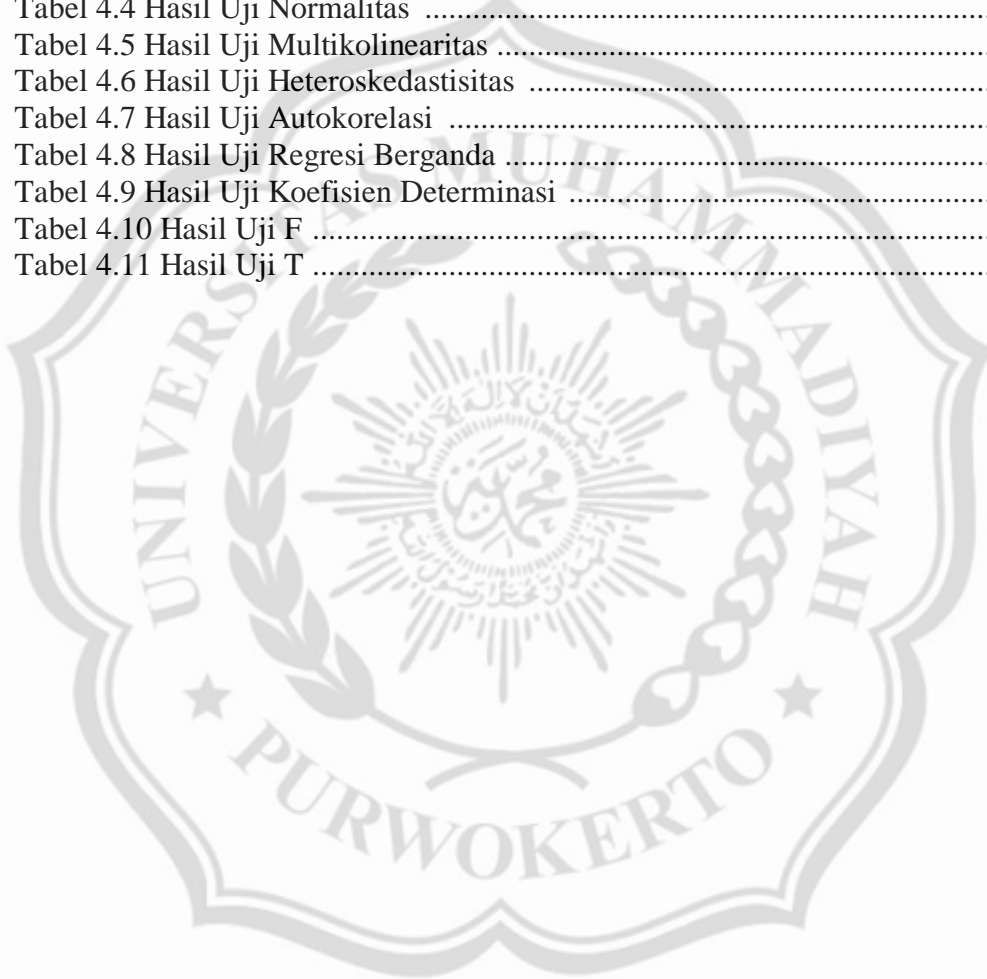 Tabel 4.4 Hasil Uji Normalitas ................................................................................
Tabel 4.5 Hasil Uji Multikolinearitas ................................................................................
Tabel 4.6 Hasil Uji Heteroskedastisitas ................................................................................
Tabel 4.7 Hasil Uji Autokorelasi ................................................................................
Tabel 4.8 Hasil Uji Regresi Berganda ................................................................................
Tabel 4.9 Hasil Uji Koefisien Determinasi ................................................................................
Tabel 4.10 Hasil Uji F ................................................................................
Tabel 4.11 Hasil Uji T ................................................................................
UNIVERSITAS MUHAMMADIYAH
محمدية
PURWOKERTO